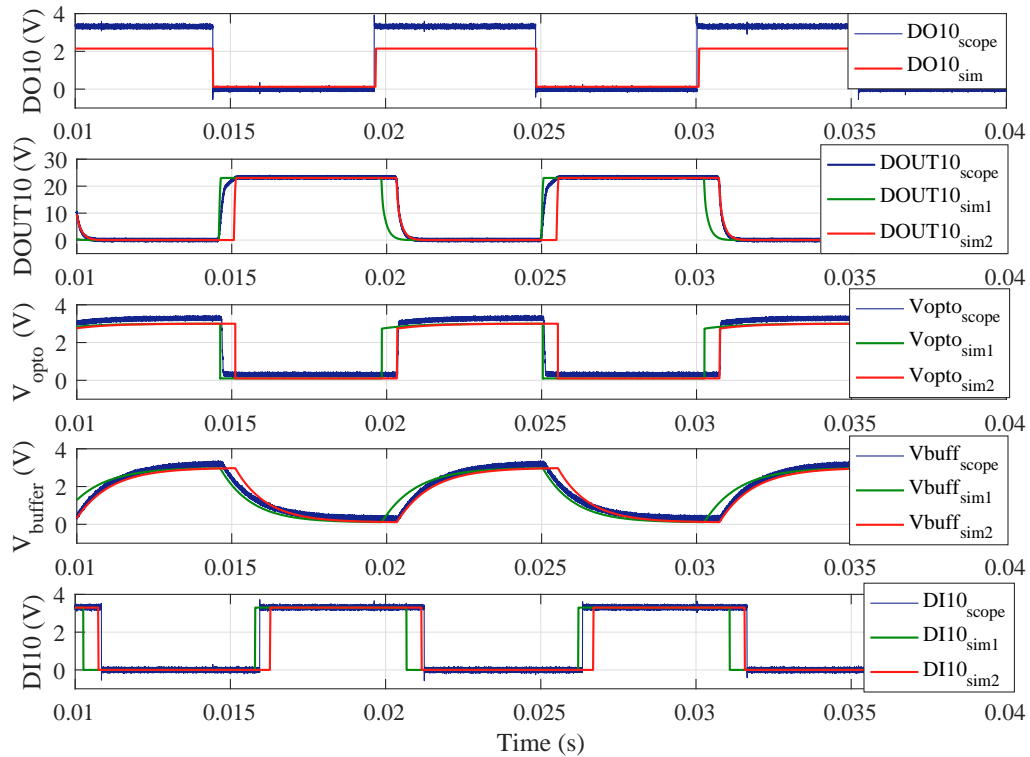 DO10 (V)
4
2
0
DO10scope
DO10sim
0.01 0.015 0.02 0.025 0.03 0.035 0.04
DOUT10 (V)
30
20
10
0
DOUT10scope
DOUT10sim1
DOUT10sim2
0.01 0.015 0.02 0.025 0.03 0.035 0.04
Vopto (V)
4
2
0
Voptoscope
Voptosim1
Voptosim2
0.01 0.015 0.02 0.025 0.03 0.035 0.04
Vbuffer (V)
4
2
0
Vbuffscope
Vbuffsim1
Vbuffsim2
0.01 0.015 0.02 0.025 0.03 0.035 0.04
DI10 (V)
4
2
0
DI10scope
DI10sim1
DI10sim2
0.01 0.015 0.02 0.025 0.03 0.035 0.04
Time (s)